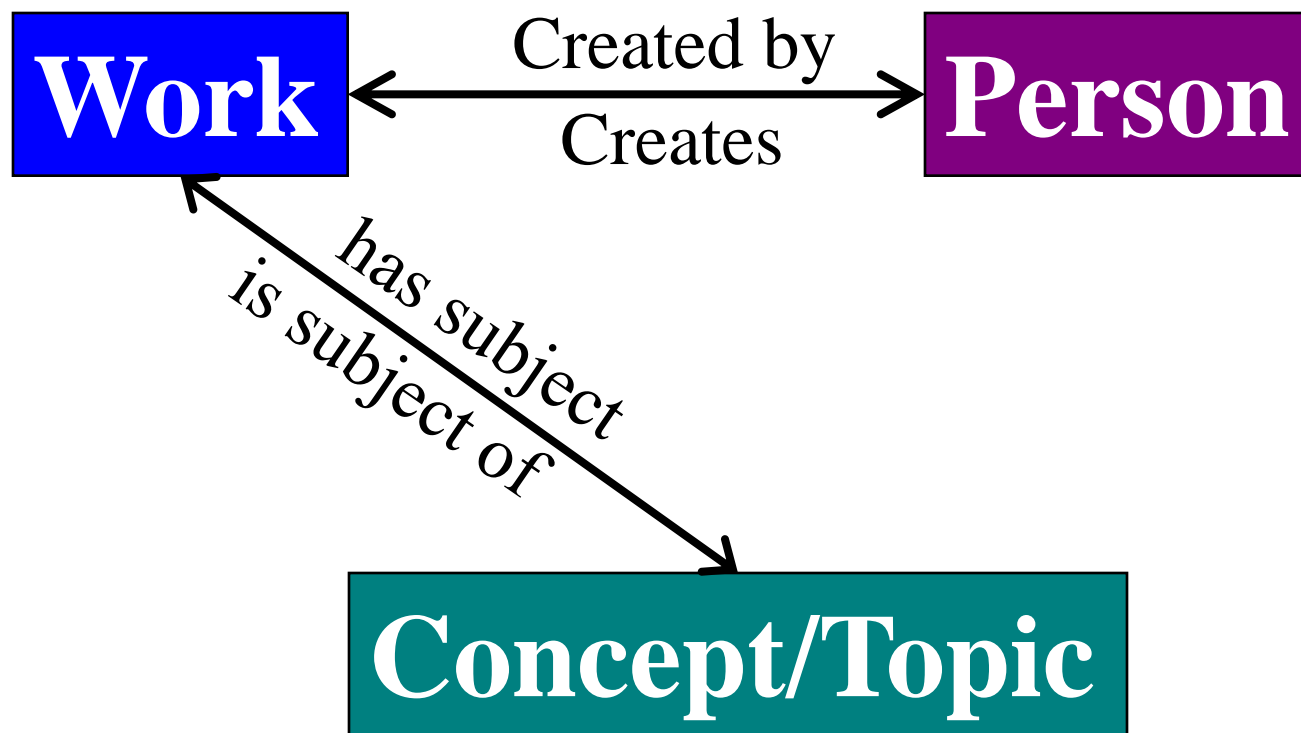 Work
Created by
Person
Creates
has subject
is subject of
Concept/Topic